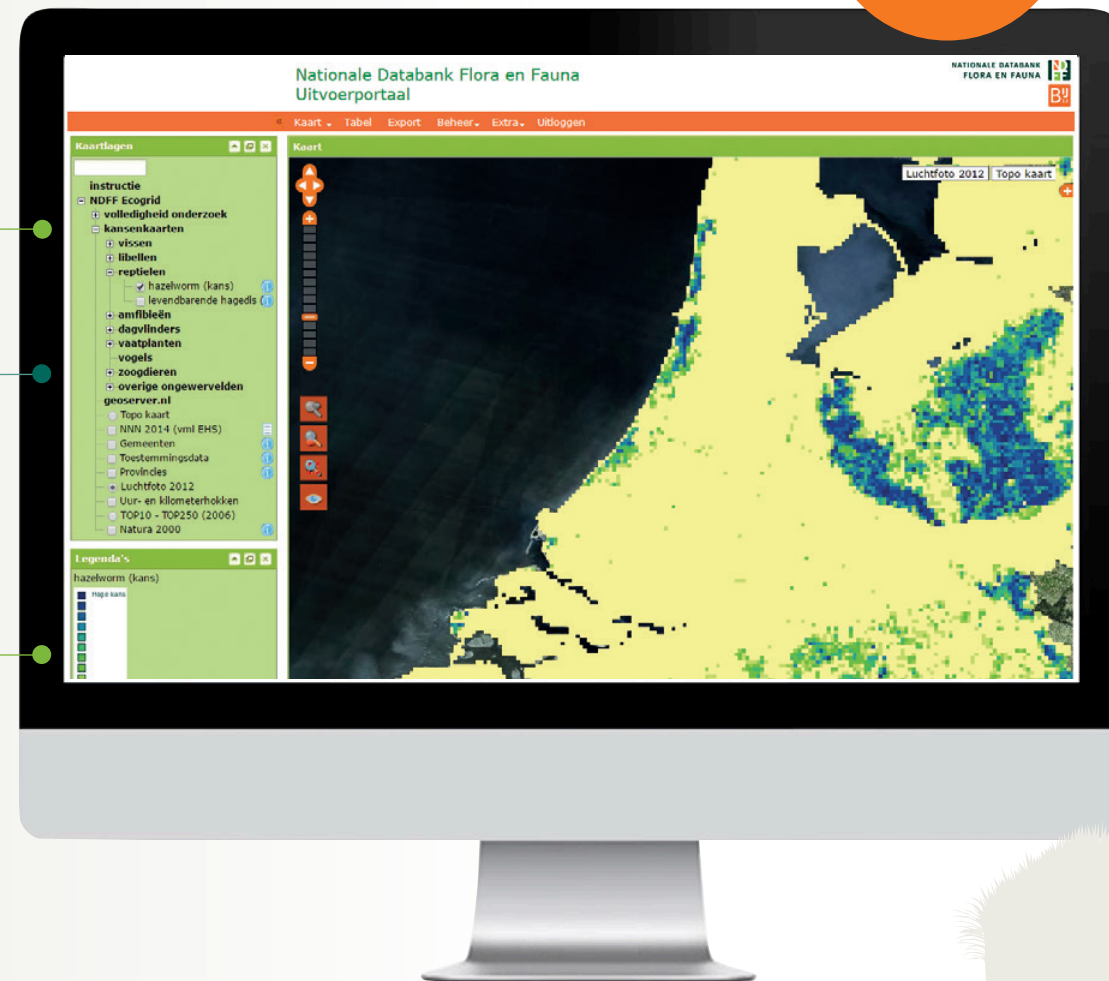 Nationale Databank Flora en Fauna
Uitvoerportaal
NATIONALE DATABANK
FLORA EN FAUNA
Kaart Tabel Export Beheer Extra Uitloggen
Kaartlagen
instructie
NDFF Ecogrid
volledigheid onderzoek
kansenkaarten
vissen
libellen
reptielen
hazelworm (kans)
levendbarende hagedis (
amfibieën
dagvlinders
vaatplanten
vogels
zoogdieren
overige ongewervelden
geoserver.nl
Topo kaart
NNN 2014 (vml EHS)
Gemeenten
Toestemmingsdata
Provincies
Luchtfoto 2012
Uur- en kilometerhokken
TOP10 - TOP250 (2006)
Natura 2000
Legenda's
hazelworm (kans)
Hoge kans
Kaart
Luchtfoto 2012 Topo kaart